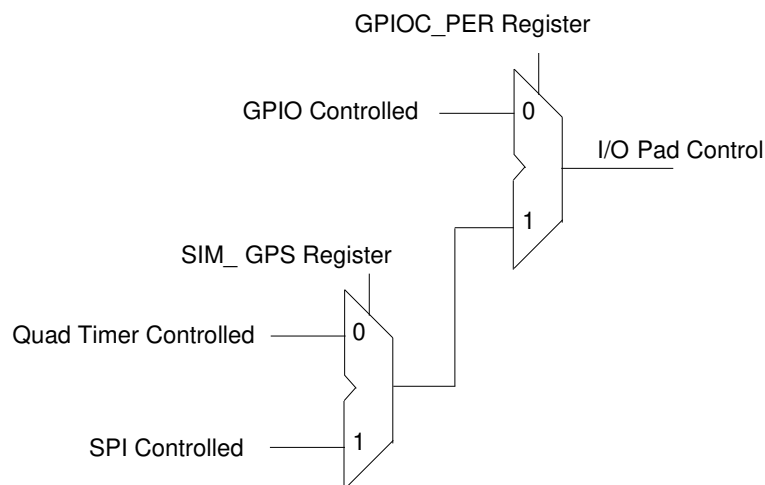 GPIOC_PER Register
GPIO Controlled
0
I/O Pad Control
1
SIM_ GPS Register
Quad Timer Controlled
0
SPI Controlled
1